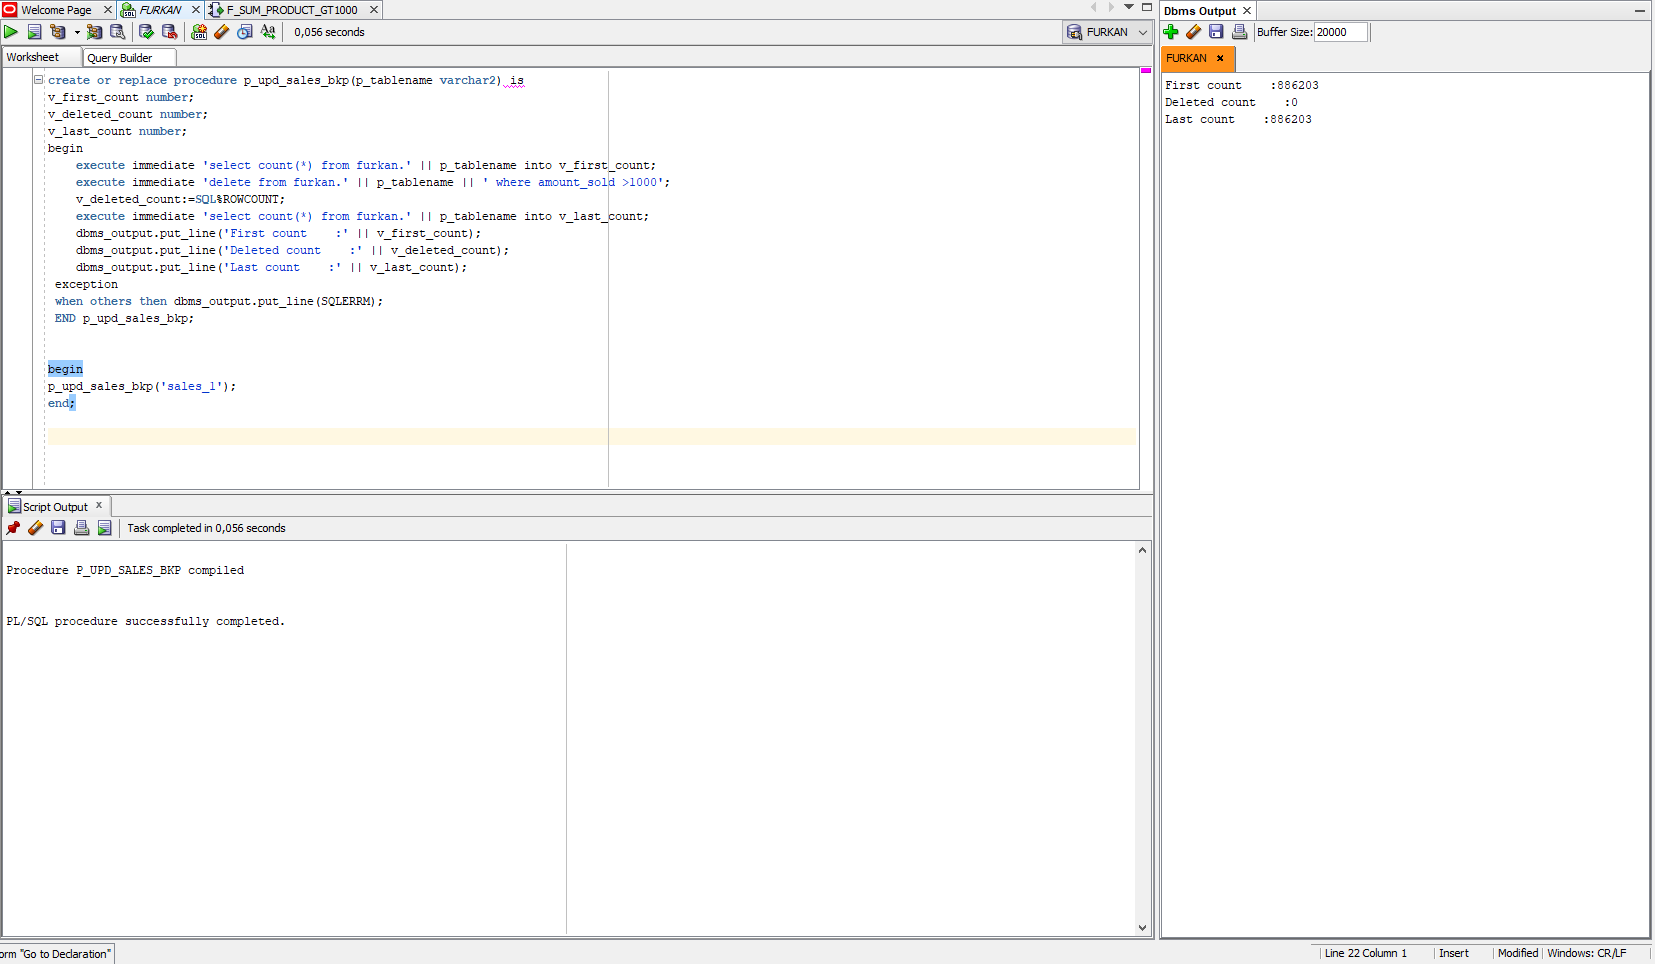 Welcome Page
FURKAN
F_SUM_PRODUCT_GT1000
0,056 seconds
FURKAN
Worksheet
Query Builder
create or replace procedure p_upd_sales_bkp(p_tablename varchar2) is
v_first_count number;
v_deleted_count number;
v_last_count number;
begin
    execute immediate 'select count(*) from furkan.' || p_tablename into v_first_count;
    execute immediate 'delete from furkan.' || p_tablename || ' where amount_sold >1000';
    v_deleted_count:=SQL%ROWCOUNT;
    execute immediate 'select count(*) from furkan.' || p_tablename into v_last_count;
    dbms_output.put_line('First count    :' || v_first_count);
    dbms_output.put_line('Deleted count    :' || v_deleted_count);
    dbms_output.put_line('Last count    :' || v_last_count);
 exception
 when others then dbms_output.put_line(SQLERRM);
 END p_upd_sales_bkp;
begin
p_upd_sales_bkp('sales_1');
end;
Script Output
Task completed in 0,056 seconds
Procedure P_UPD_SALES_BKP compiled
PL/SQL procedure successfully completed.
Dbms Output
Buffer Size: 20000
FURKAN
First count    :886203
Deleted count    :0
Last count    :886203
orm "Go to Declaration"
Line 22 Column 1
Insert
Modified
Windows: CR/LF